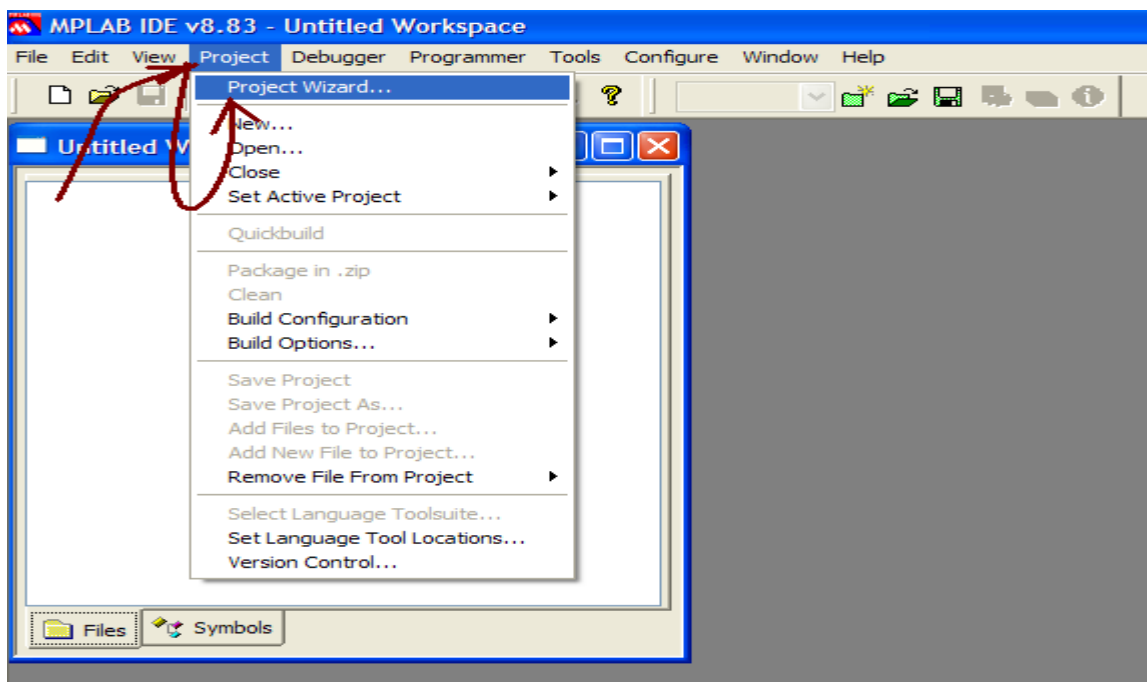 MPLAB IDE v8.83 - Untitled Workspace
File Edit View Project Debugger Programmer Tools Configure Window Help
Project Wizard...
Untitled W
New...
Open...
Close
Set Active Project
Quickbuild
Package in .zip
Clean
Build Configuration
Build Options...
Save Project
Save Project As...
Add Files to Project...
Add New File to Project...
Remove File From Project
Select Language Toolsuite...
Set Language Tool Locations...
Version Control...
Files Symbols